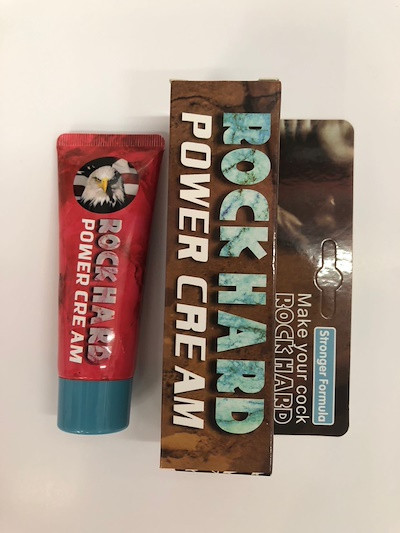 ROCK HARD
POWER CREAM
ROCK HARD
POWER CREAM
Stronger Formula
Make your cock
ROCK HARD